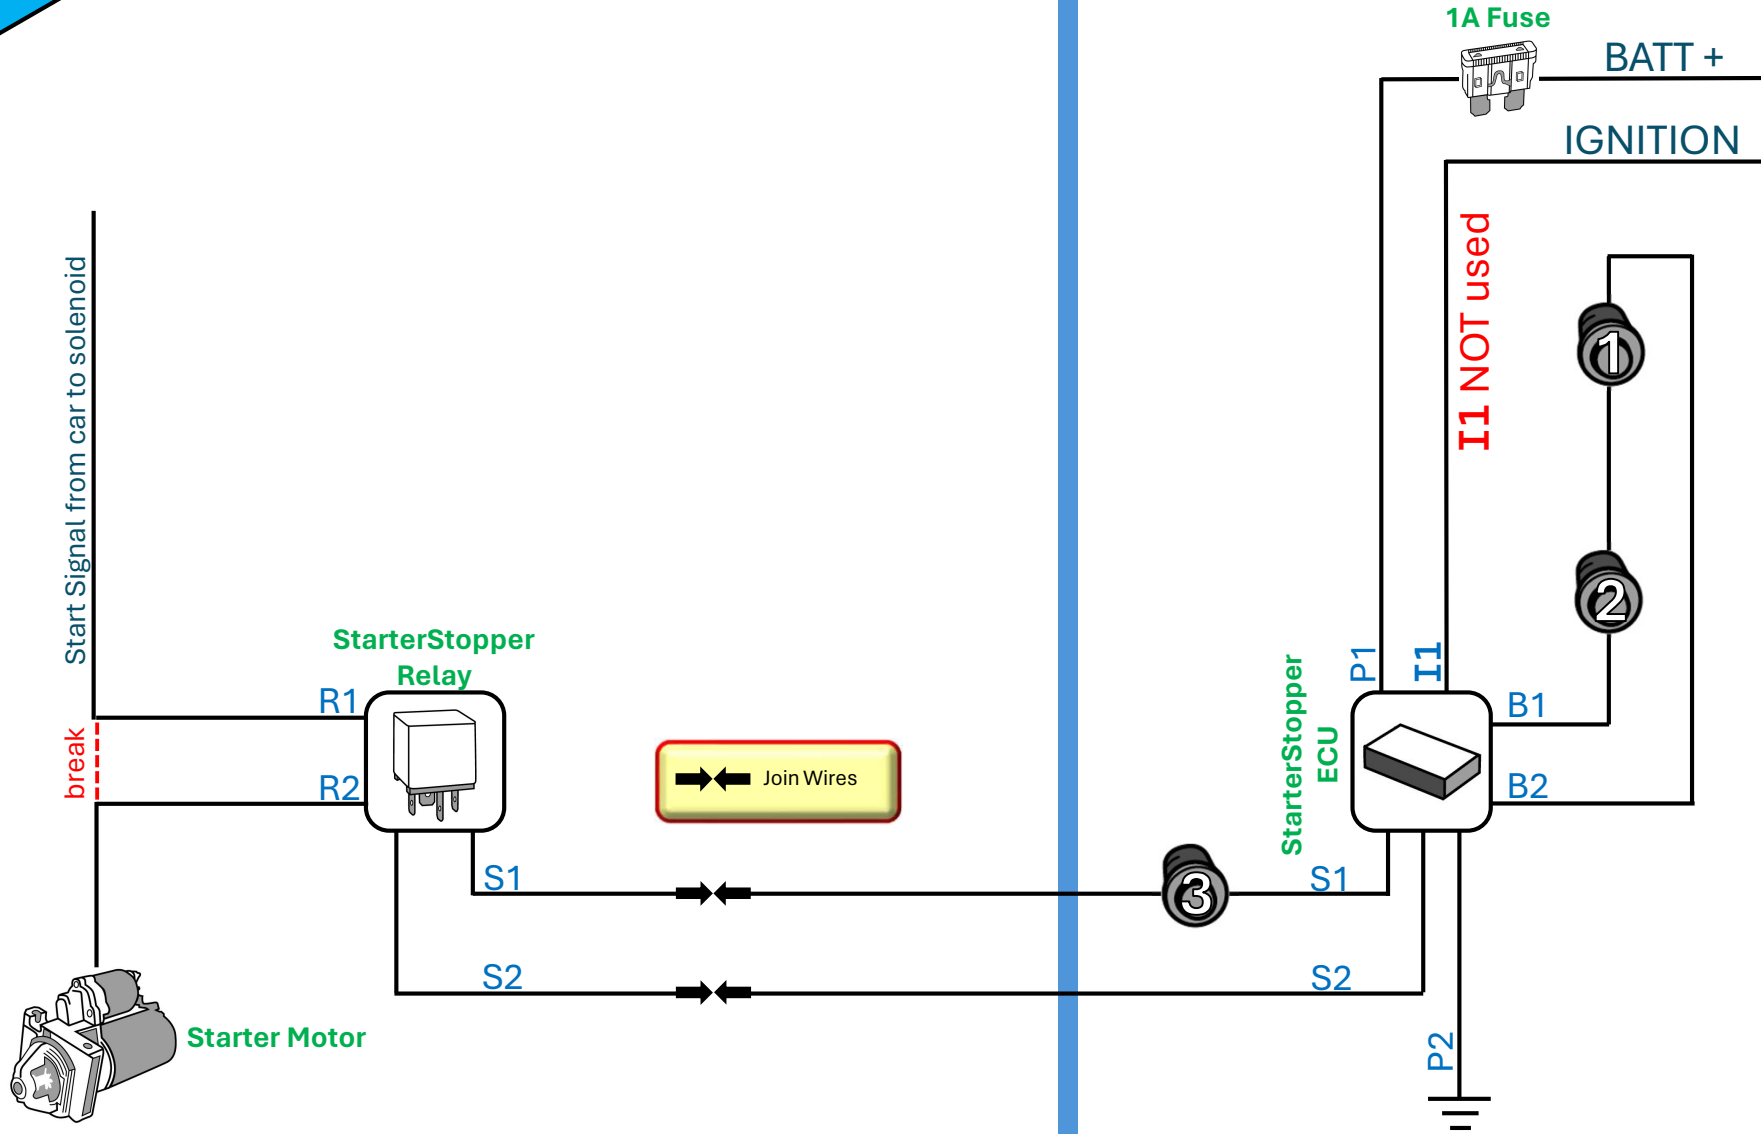 1A Fuse
BATT +
IGNITION
I1 NOT used
1
Start Signal from car to solenoid
2
StarterStopper
Relay
P1
I1
StarterStopper
ECU
R1
B1
break
R2
Join Wires
B2
S1
3
S1
S2
S2
Starter Motor
P2